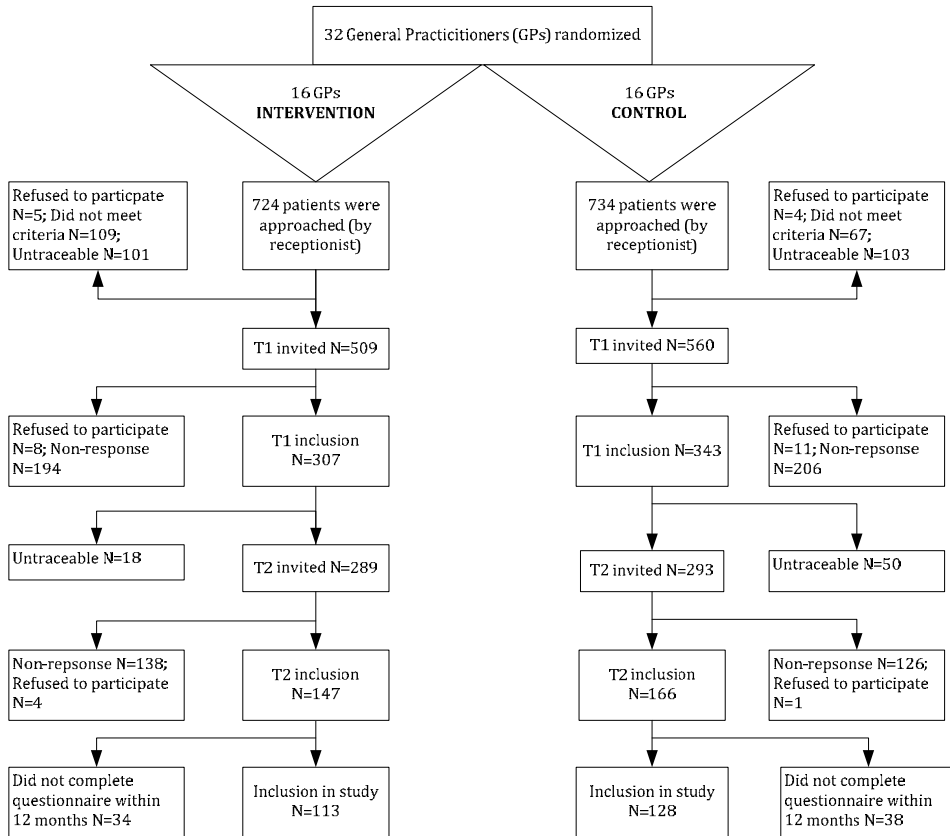 32 General Practicitioners (GPs) randomized
16 GPs
INTERVENTION
16 GPs
CONTROL
Refused to particpate
N=5; Did not meet
criteria N=109;
Untraceable N=101
724 patients were
approached (by
receptionist)
734 patients were
approached (by
receptionist)
Refused to participate
N=4; Did not meet
criteria N=67;
Untraceable N=103
T1 invited N=509
T1 invited N=560
Refused to participate
N=8; Non-response
N=194
T1 inclusion
N=307
T1 inclusion N=343
Refused to participate
N=11; Non-repsonse
N=206
Untraceable N=18
T2 invited N=289
T2 invited N=293
Untraceable N=50
Non-repsonse N=138;
Refused to participate
N=4
T2 inclusion
N=147
T2 inclusion
N=166
Non-repsonse N=126;
Refused to participate
N=1
Did not complete
questionnaire within
12 months N=34
Inclusion in study
N=113
Inclusion in study
N=128
Did not complete
questionnaire within
12 months N=38